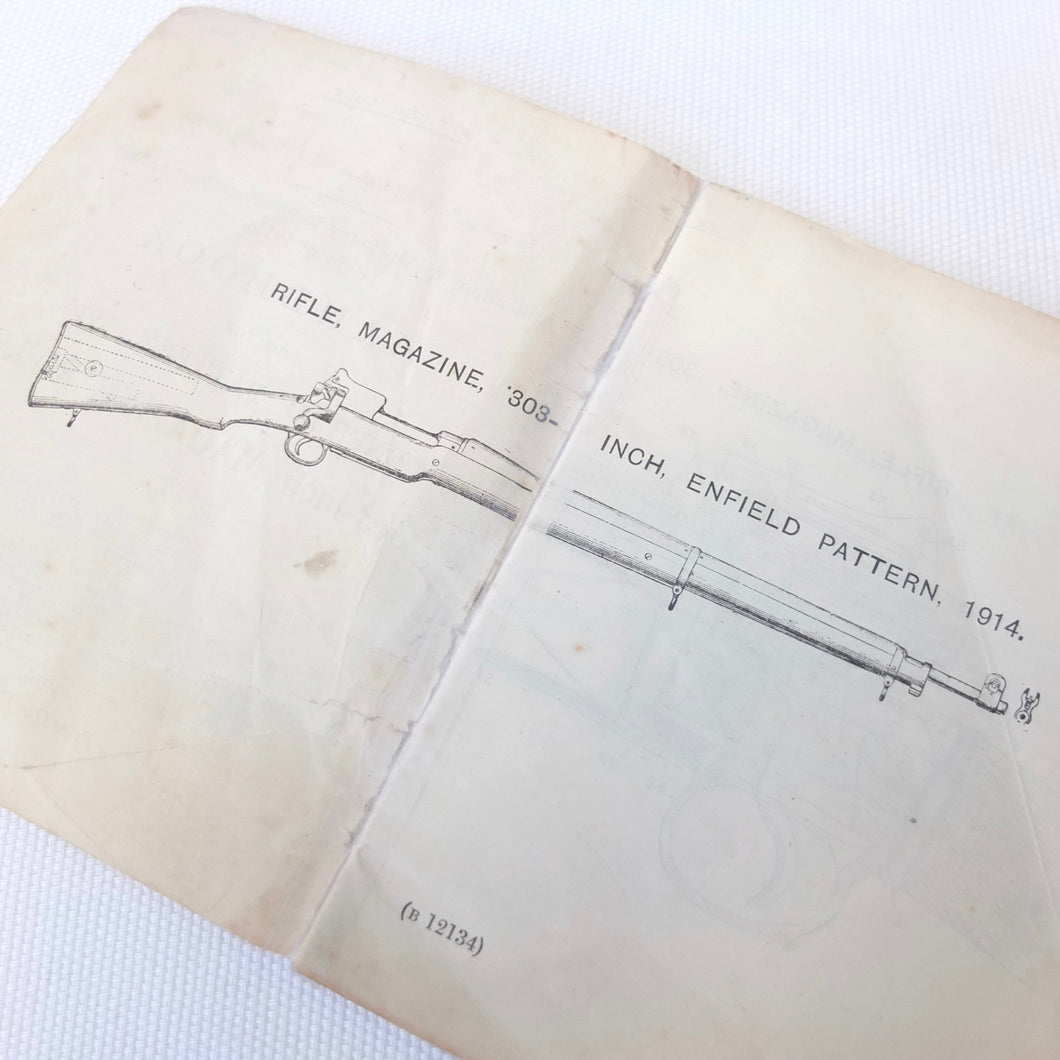 RIFLE, MAGAZINE, ·303-
INCH, ENFIELD PATTERN, 1914.
(B 12134)